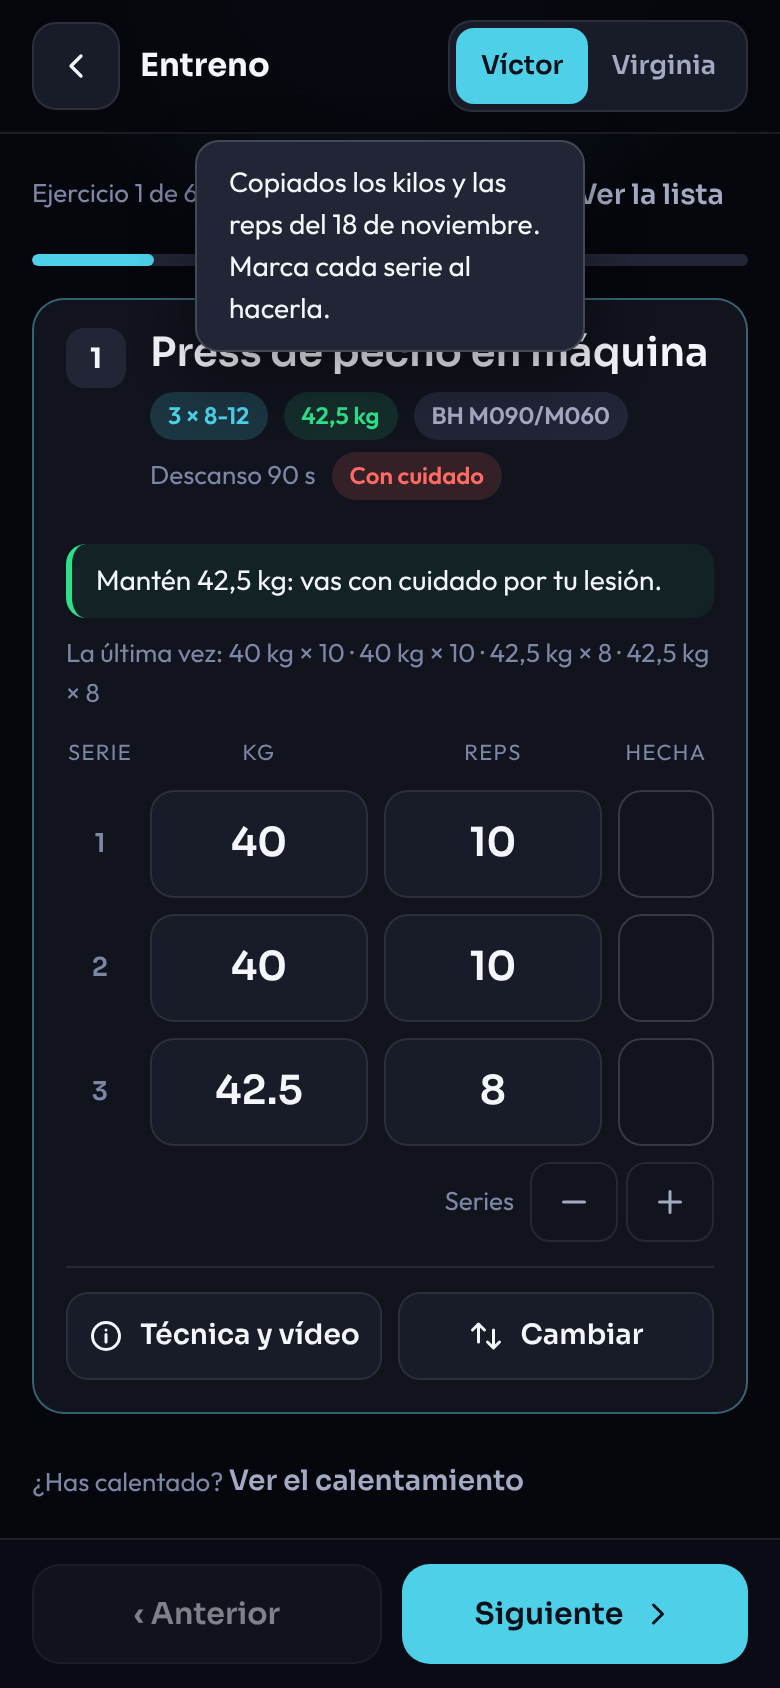 Entreno
Víctor
Virginia
Ejercicio 1 de 6
Copiados los kilos y las
reps del 18 de noviembre.
Marca cada serie al
hacerla.
Ver la lista
1
Press de pecho en máquina
3 × 8-12
42,5 kg
BH M090/M060
Descanso 90 s
Con cuidado
Mantén 42,5 kg: vas con cuidado por tu lesión.
La última vez: 40 kg × 10 · 40 kg × 10 · 42,5 kg × 8 · 42,5 kg
× 8
SERIE KG REPS HECHA
1 40 10
2 40 10
3 42.5 8
Series − +
Técnica y vídeo
Cambiar
¿Has calentado? Ver el calentamiento
‹ Anterior
Siguiente